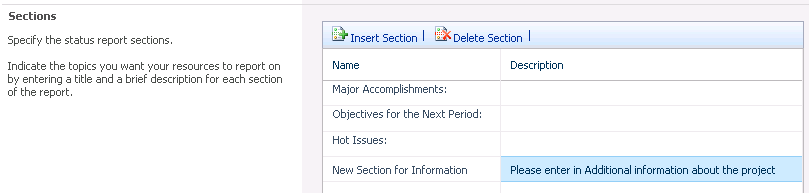 Sections
Specify the status report sections.
Indicate the topics you want your resources to report on
by entering a title and a brief description for each section
of the report.
Insert Section | Delete Section |
Name Description
Major Accomplishments:
Objectives for the Next Period:
Hot Issues:
New Section for Information Please enter in Additional information about the project